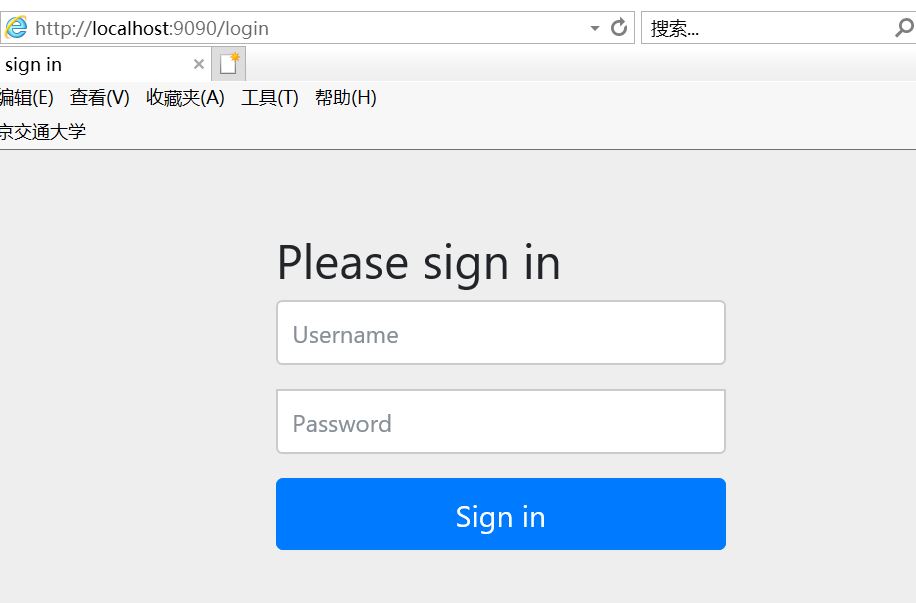 http://localhost:9090/login 搜索...
sign in
编辑(E) 查看(V) 收藏夹(A) 工具(T) 帮助(H)
京交通大学
Please sign in
Username
Password
Sign in